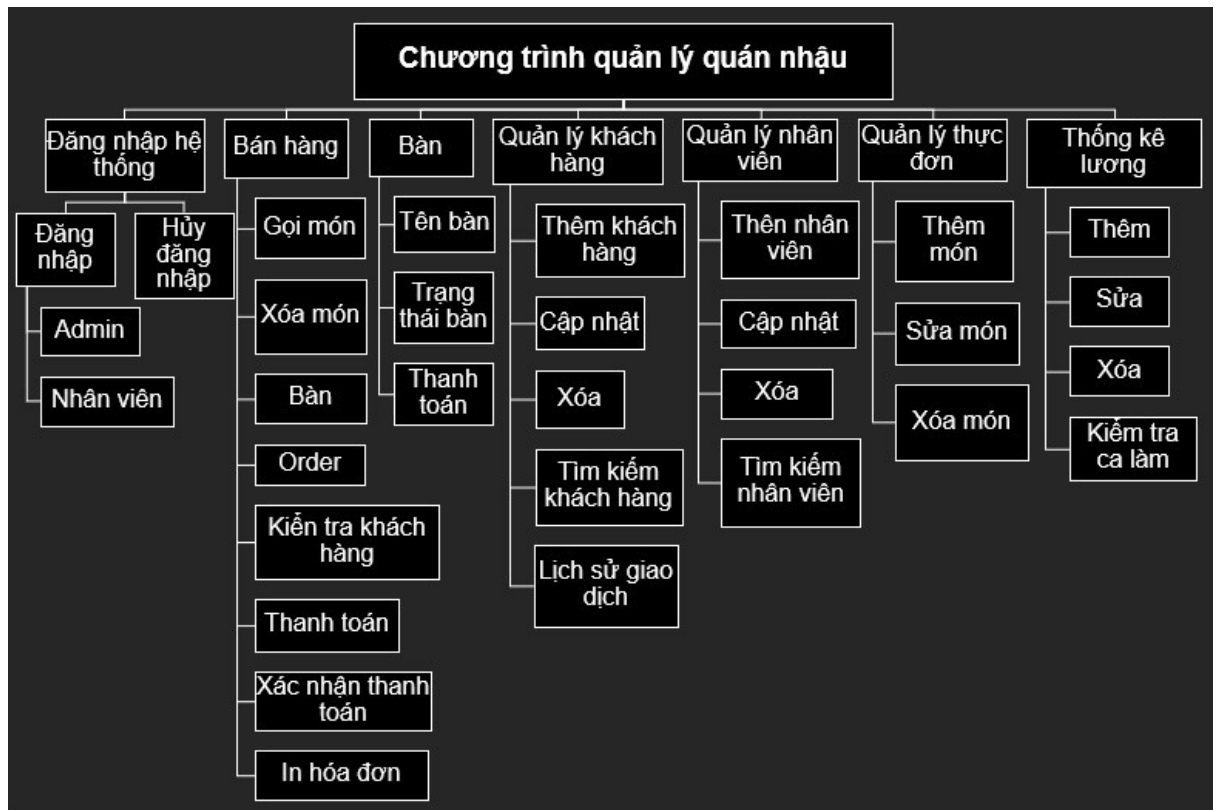 Chương trình quản lý quán nhậu
Đăng nhập hệ
thống
Đăng
nhập
Hủy
đăng
nhập
Admin
Nhân viên
Bán hàng
Gọi món
Xóa món
Bàn
Order
Kiển tra khách
hàng
Thanh toán
Xác nhận thanh
toán
In hóa đơn
Bàn
Tên bàn
Trạng
thái bàn
Thanh
toán
Quản lý khách
hàng
Thêm khách
hàng
Cập nhật
Xóa
Tìm kiếm
khách hàng
Lịch sử giao
dịch
Quản lý nhân
viên
Thên nhân
viên
Cập nhật
Xóa
Tìm kiếm
nhân viên
Quản lý thực
đơn
Thêm
món
Sửa món
Xóa món
Thống kê
lương
Thêm
Sửa
Xóa
Kiểm tra
ca làm